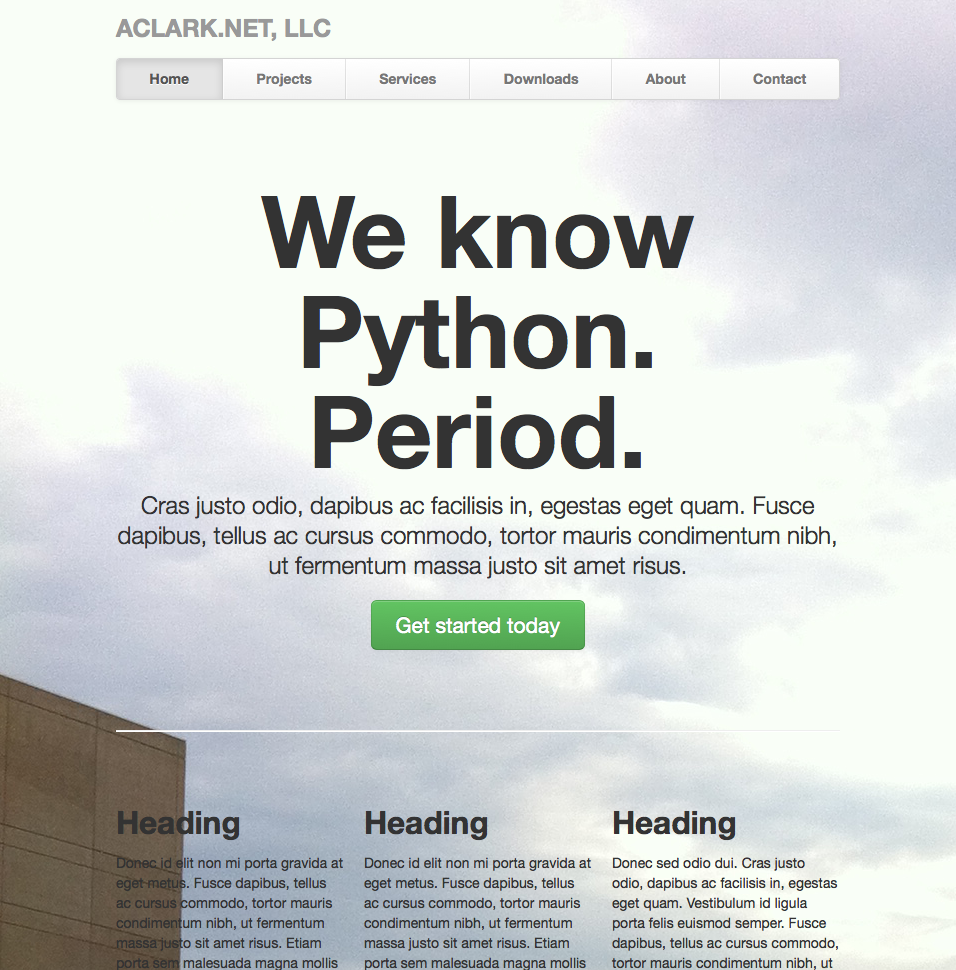 ACLARK.NET, LLC
Home Projects Services Downloads About Contact
We know
Python.
Period.
Cras justo odio, dapibus ac facilisis in, egestas eget quam. Fusce
dapibus, tellus ac cursus commodo, tortor mauris condimentum nibh,
ut fermentum massa justo sit amet risus.
Get started today
Heading
Donec id elit non mi porta gravida at
eget metus. Fusce dapibus, tellus
ac cursus commodo, tortor mauris
condimentum nibh, ut fermentum
massa justo sit amet risus. Etiam
porta sem malesuada magna mollis
Heading
Donec id elit non mi porta gravida at
eget metus. Fusce dapibus, tellus
ac cursus commodo, tortor mauris
condimentum nibh, ut fermentum
massa justo sit amet risus. Etiam
porta sem malesuada magna mollis
Heading
Donec sed odio dui. Cras justo
odio, dapibus ac facilisis in, egestas
eget quam. Vestibulum id ligula
porta felis euismod semper. Fusce
dapibus, tellus ac cursus commodo,
tortor mauris condimentum nibh, ut